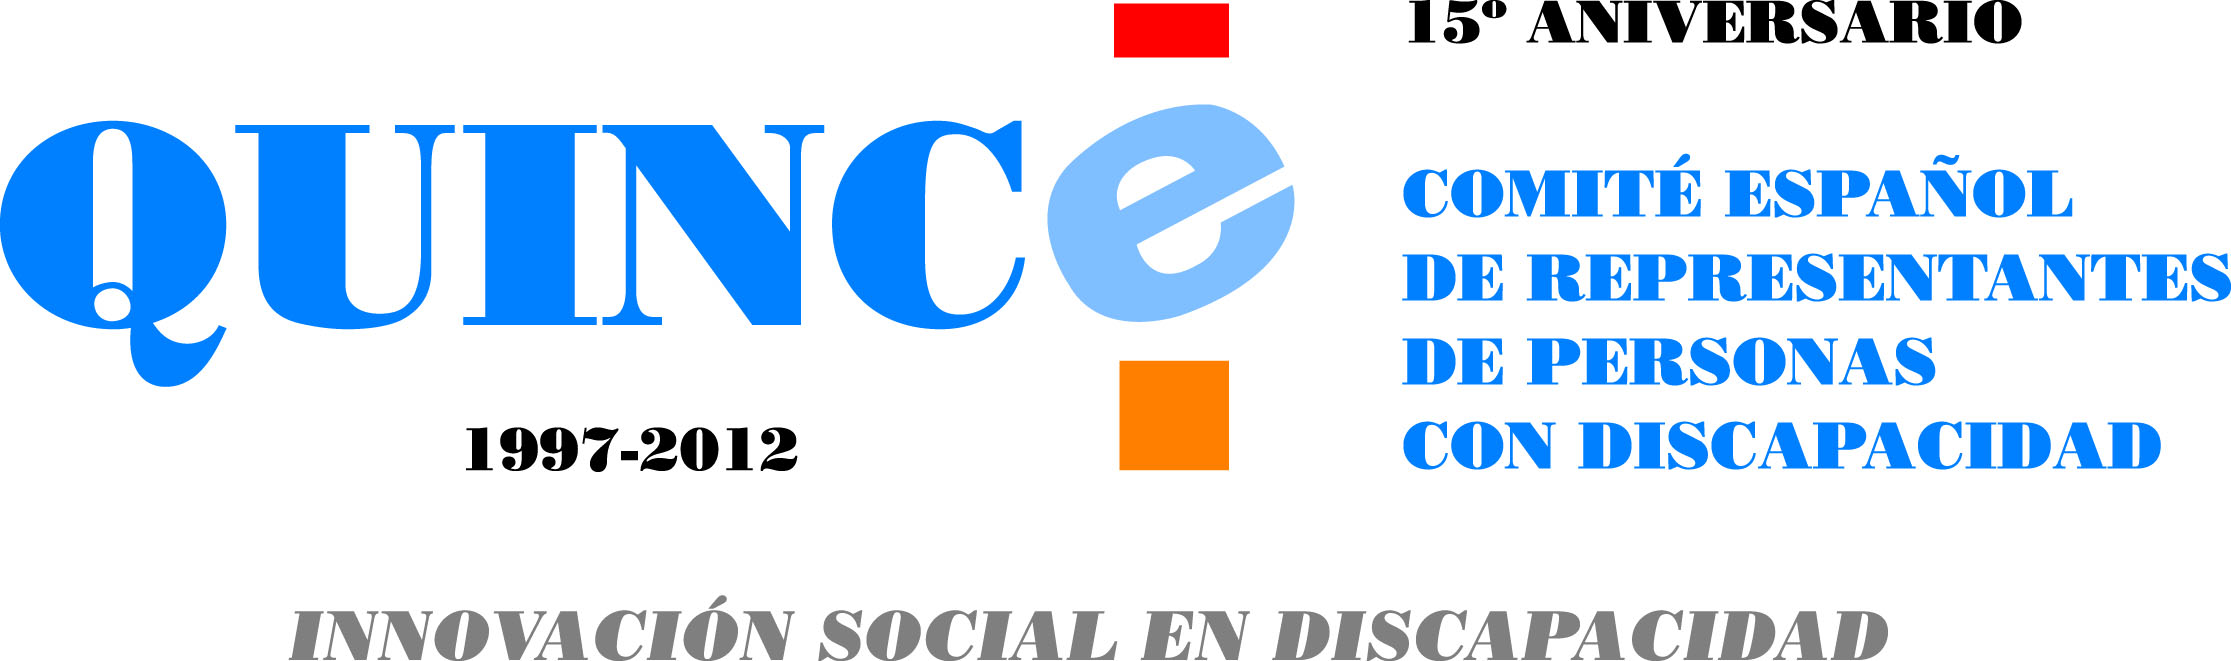 15º ANIVERSARIO
QUINCe
COMITÉ ESPAÑOL
DE REPRESENTANTES
DE PERSONAS
CON DISCAPACIDAD
1997-2012
INNOVACIÓN SOCIAL EN DISCAPACIDAD